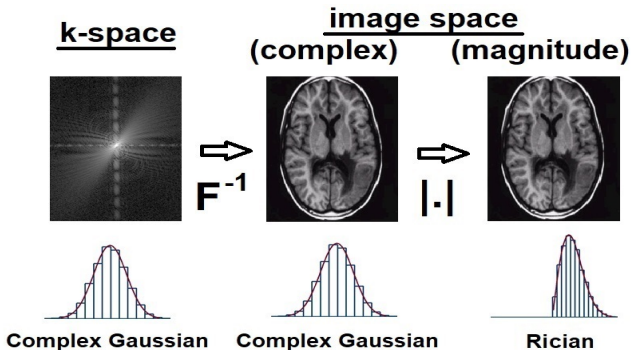 k-space
image space
(complex)
(magnitude)
F-1
|.|
Complex Gaussian
Complex Gaussian
Rician